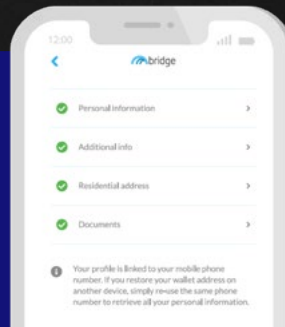 12:00
bridge
Personal information
Additional info
Residential address
Documents
Your profile is linked to your mobile phone
number. If you restore your wallet address on
another device, simply re-use the same phone
number to retrieve all your personal information.